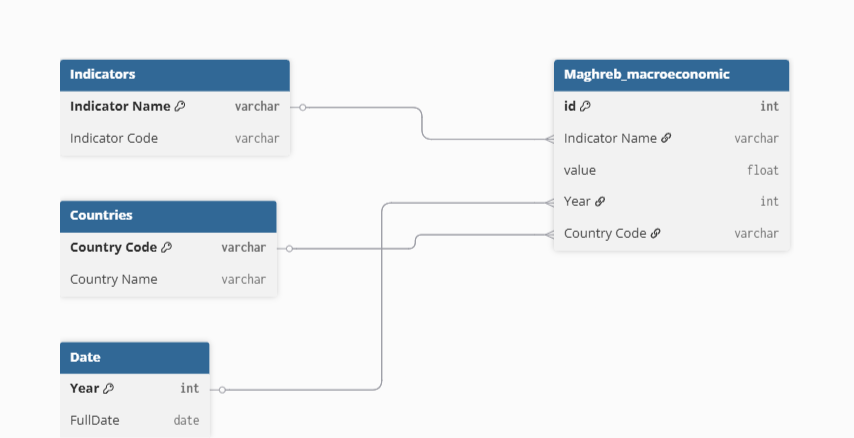 Indicators
Indicator Name varchar
Indicator Code varchar
Countries
Country Code varchar
Country Name varchar
Date
Year int
FullDate date
Maghreb_macroeconomic
id int
Indicator Name varchar
value float
Year int
Country Code varchar